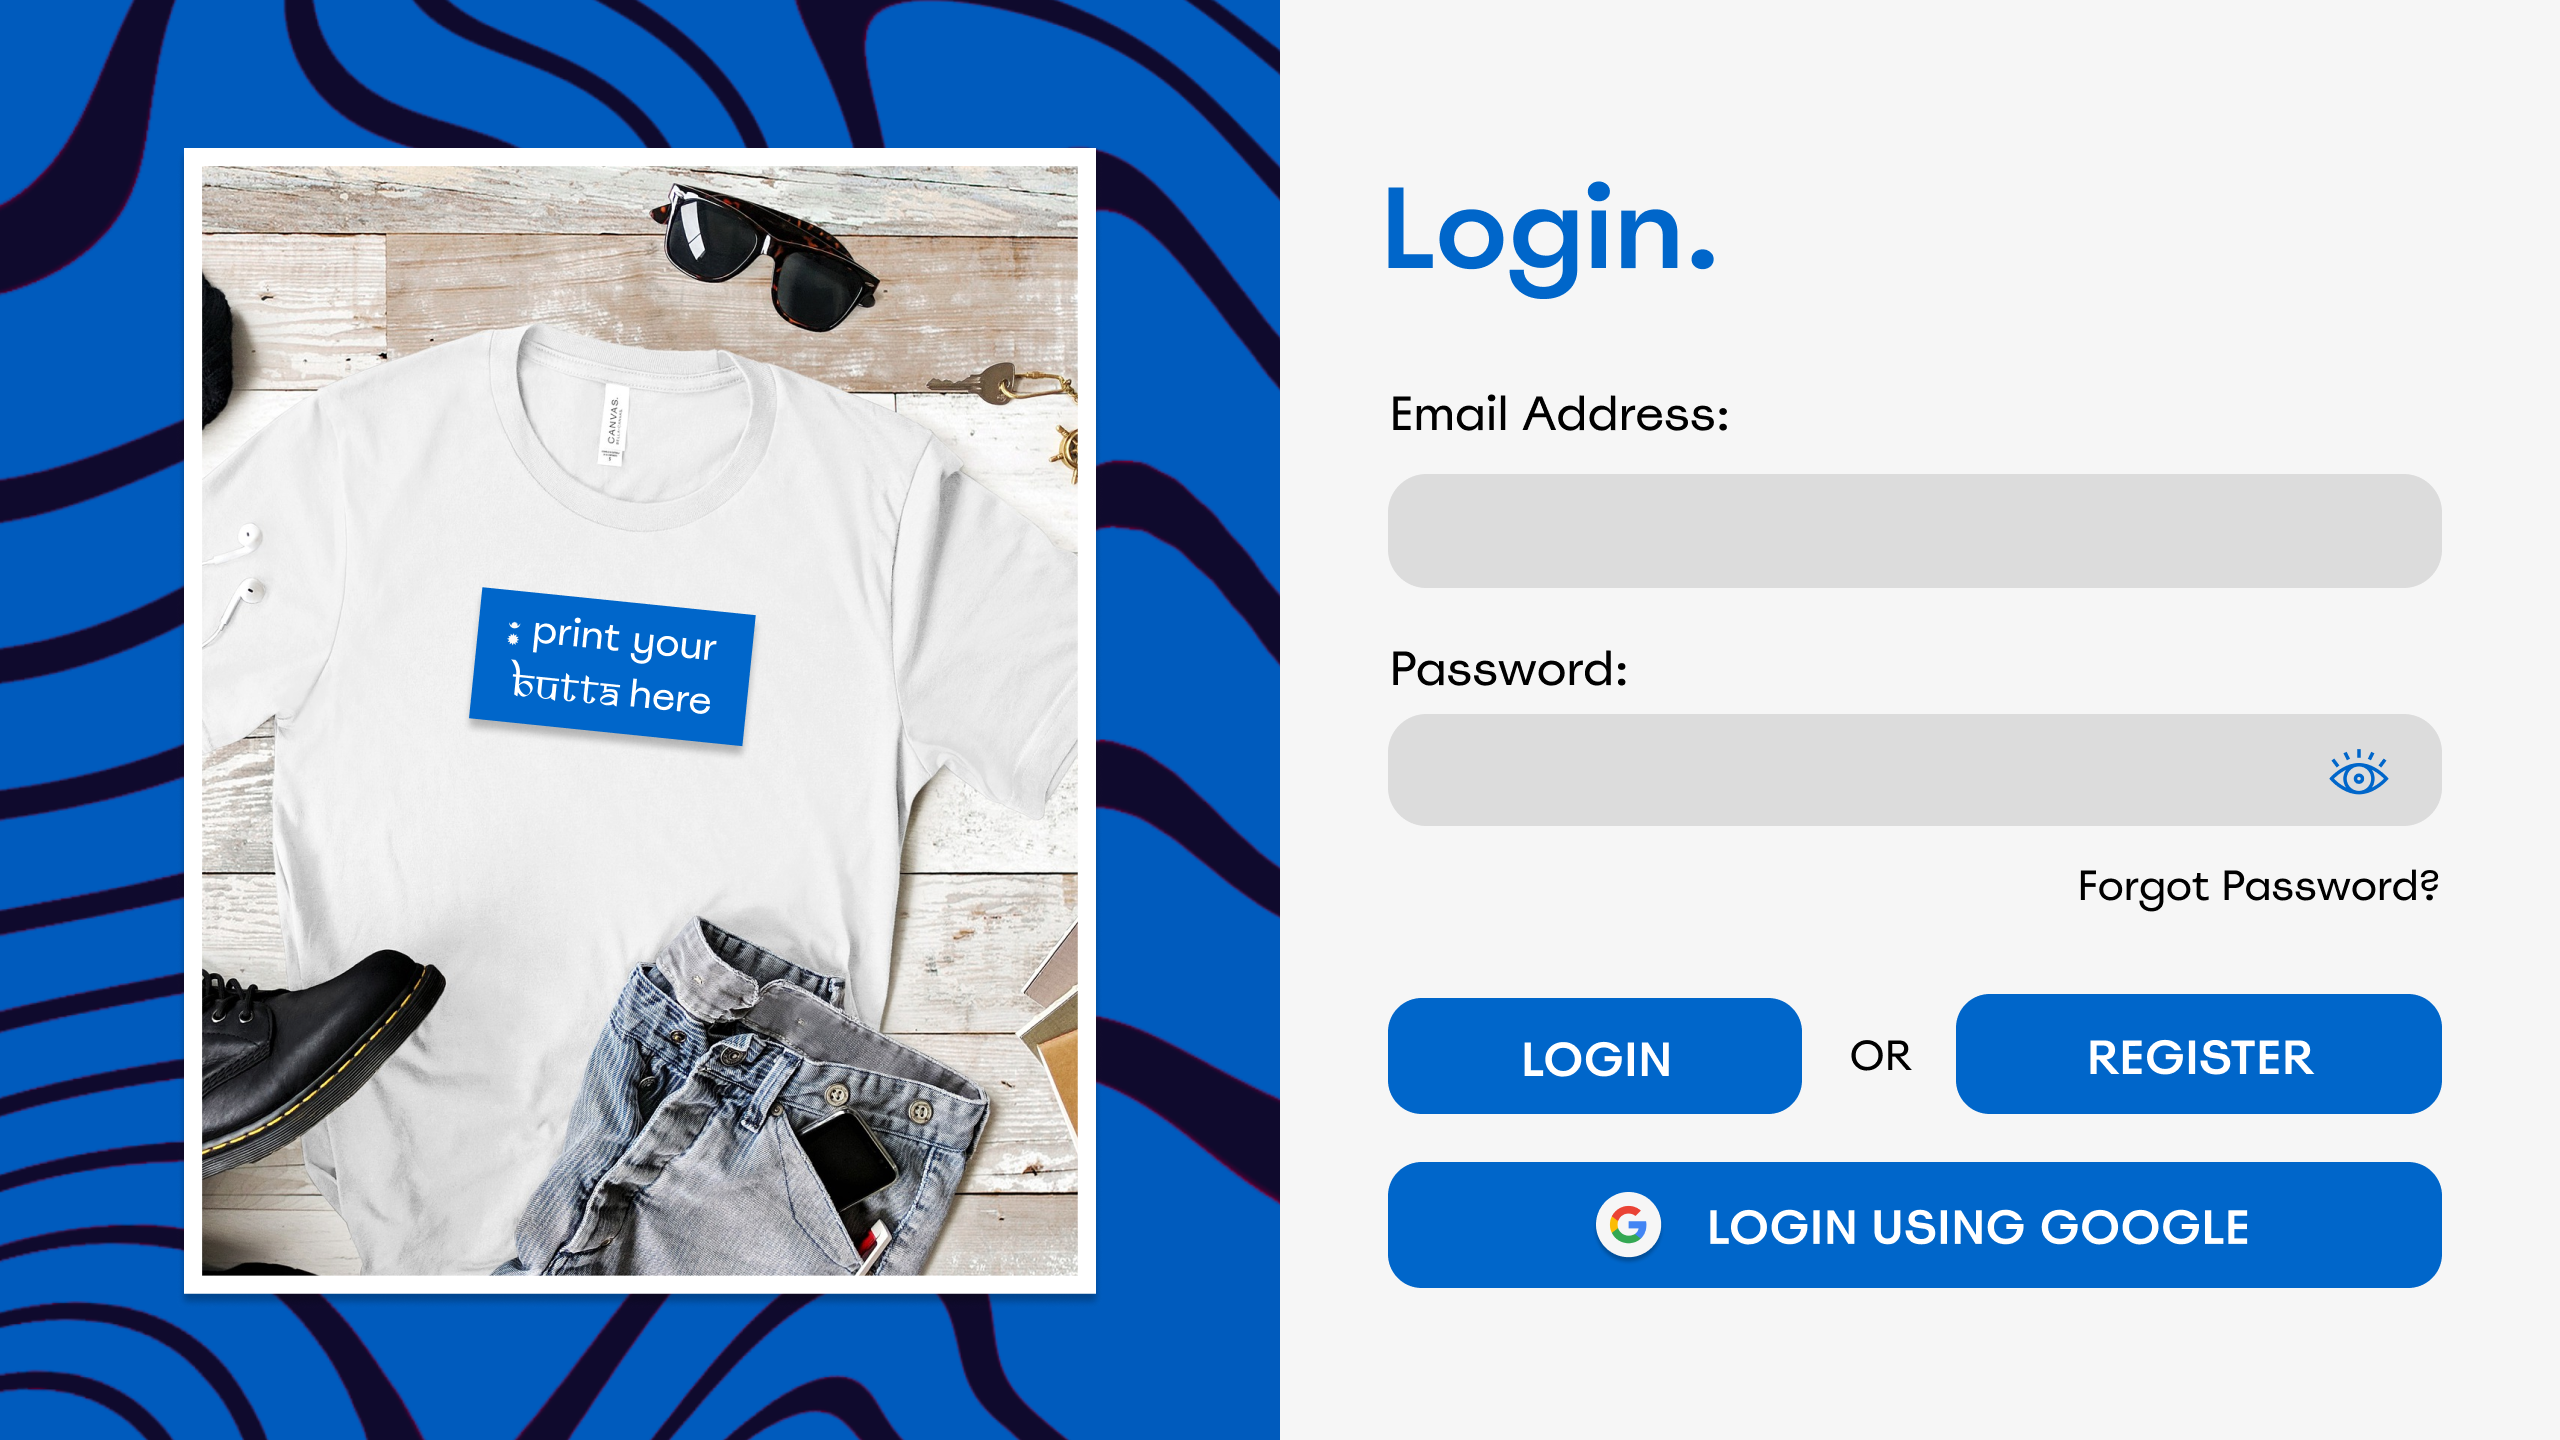 CANVAS.
: print your
butta here
Login.
Email Address:
Password:
Forgot Password?
LOGIN
OR
REGISTER
LOGIN USING GOOGLE